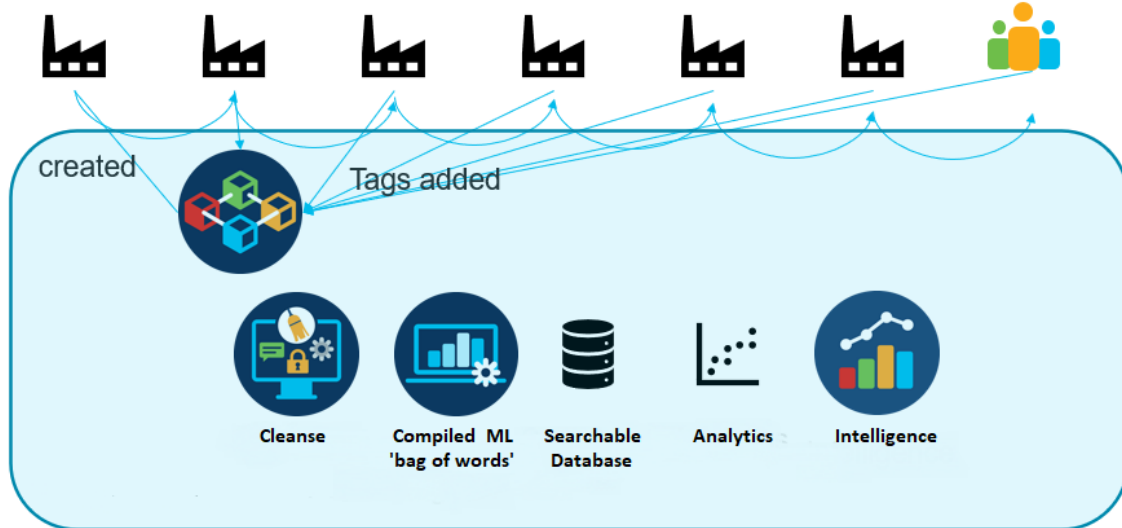 created
Tags added
Cleanse
Compiled ML
'bag of words'
Searchable
Database
Analytics
Intelligence